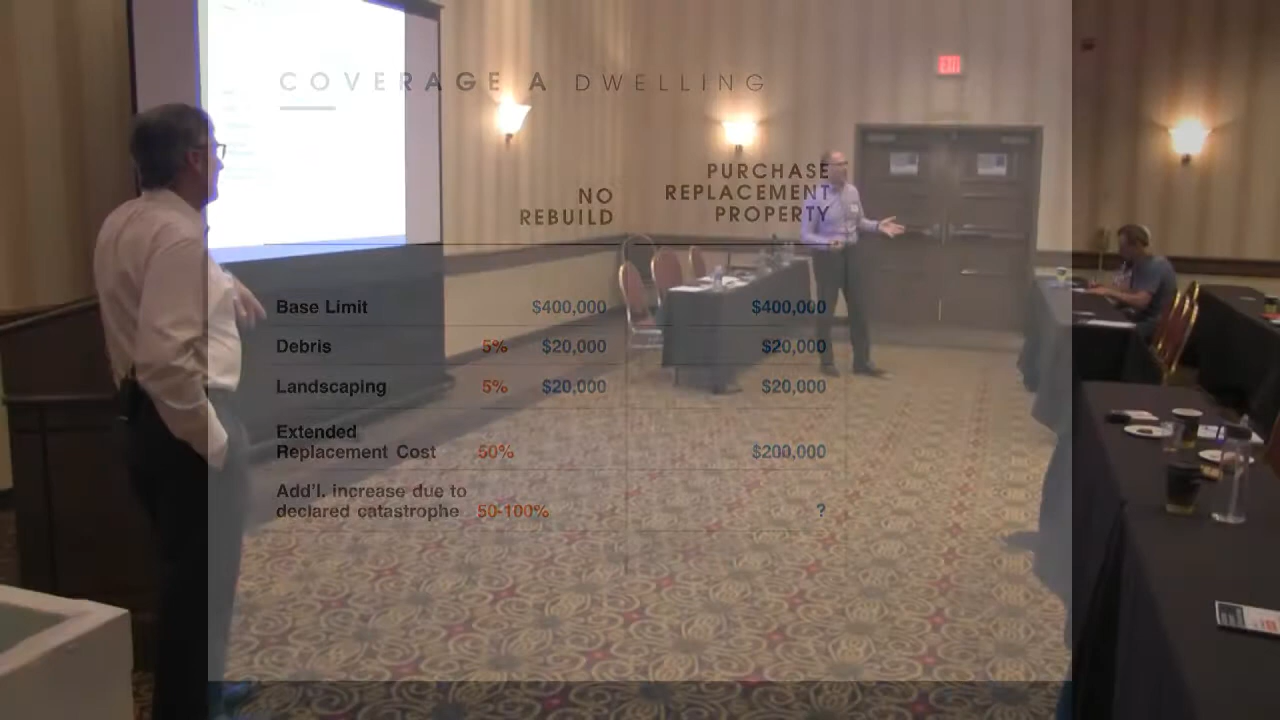 COVERAGE A DWELLING
NO
REBUILD
PURCHASE
REPLACEMENT
PROPERTY
Base Limit $400,000 $400,000
Debris 5% $20,000 $20,000
Landscaping 5% $20,000 $20,000
Extended
Replacement Cost 50% $200,000
Add'l. increase due to
declared catastrophe 50-100% ?
EXIT